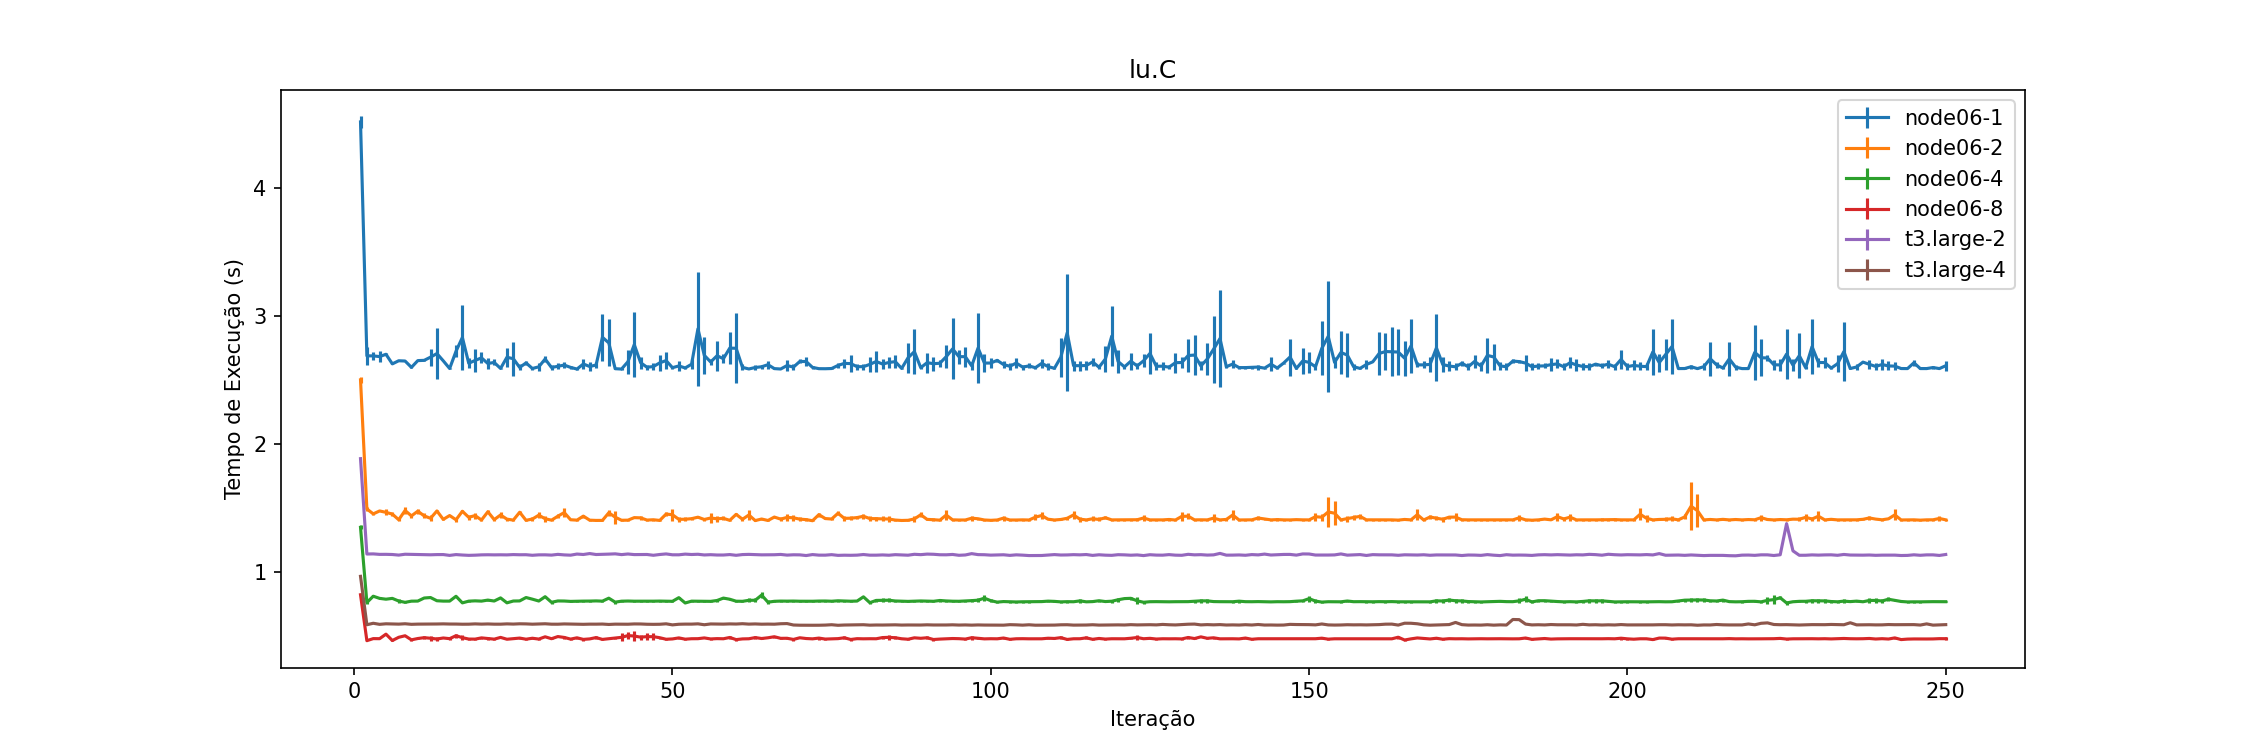 lu.C
Tempo de Execução (s)
4
3
2
1
0
50
100
150
200
250
Iteração
node06-1
node06-2
node06-4
node06-8
t3.large-2
t3.large-4